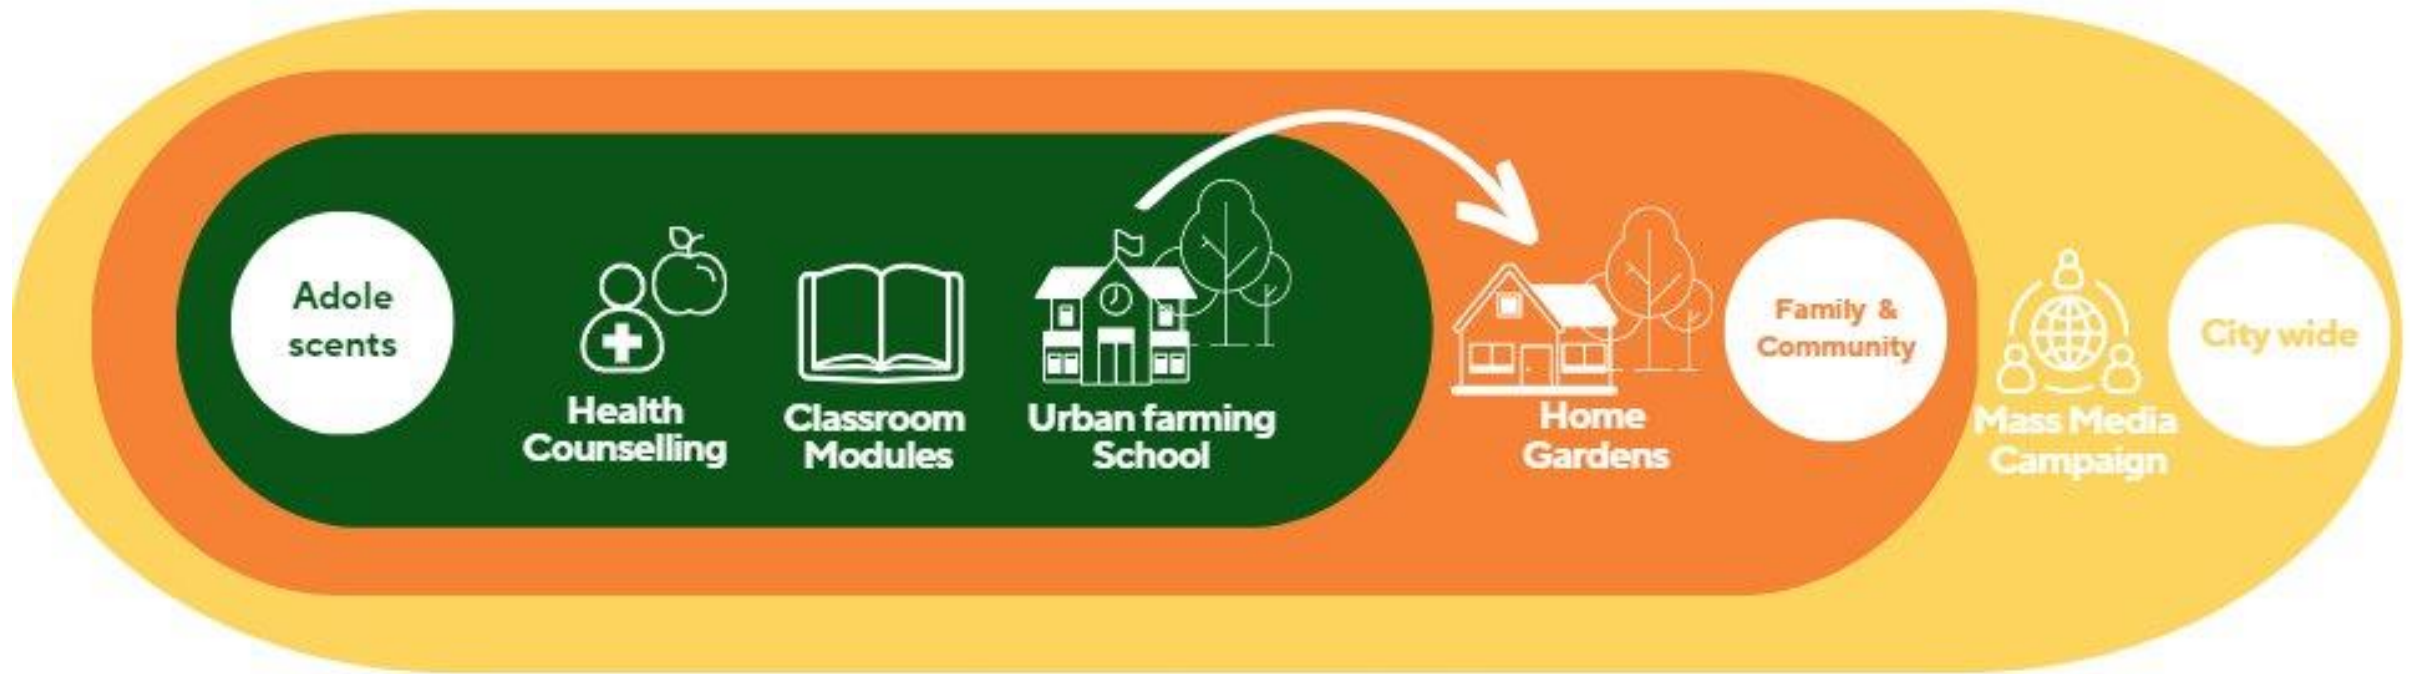 Adole
scents
Health
Counselling
Classroom
Modules
Urban farming
School
Home
Gardens
Family &
Community
Mass Media
Campaign
City wide